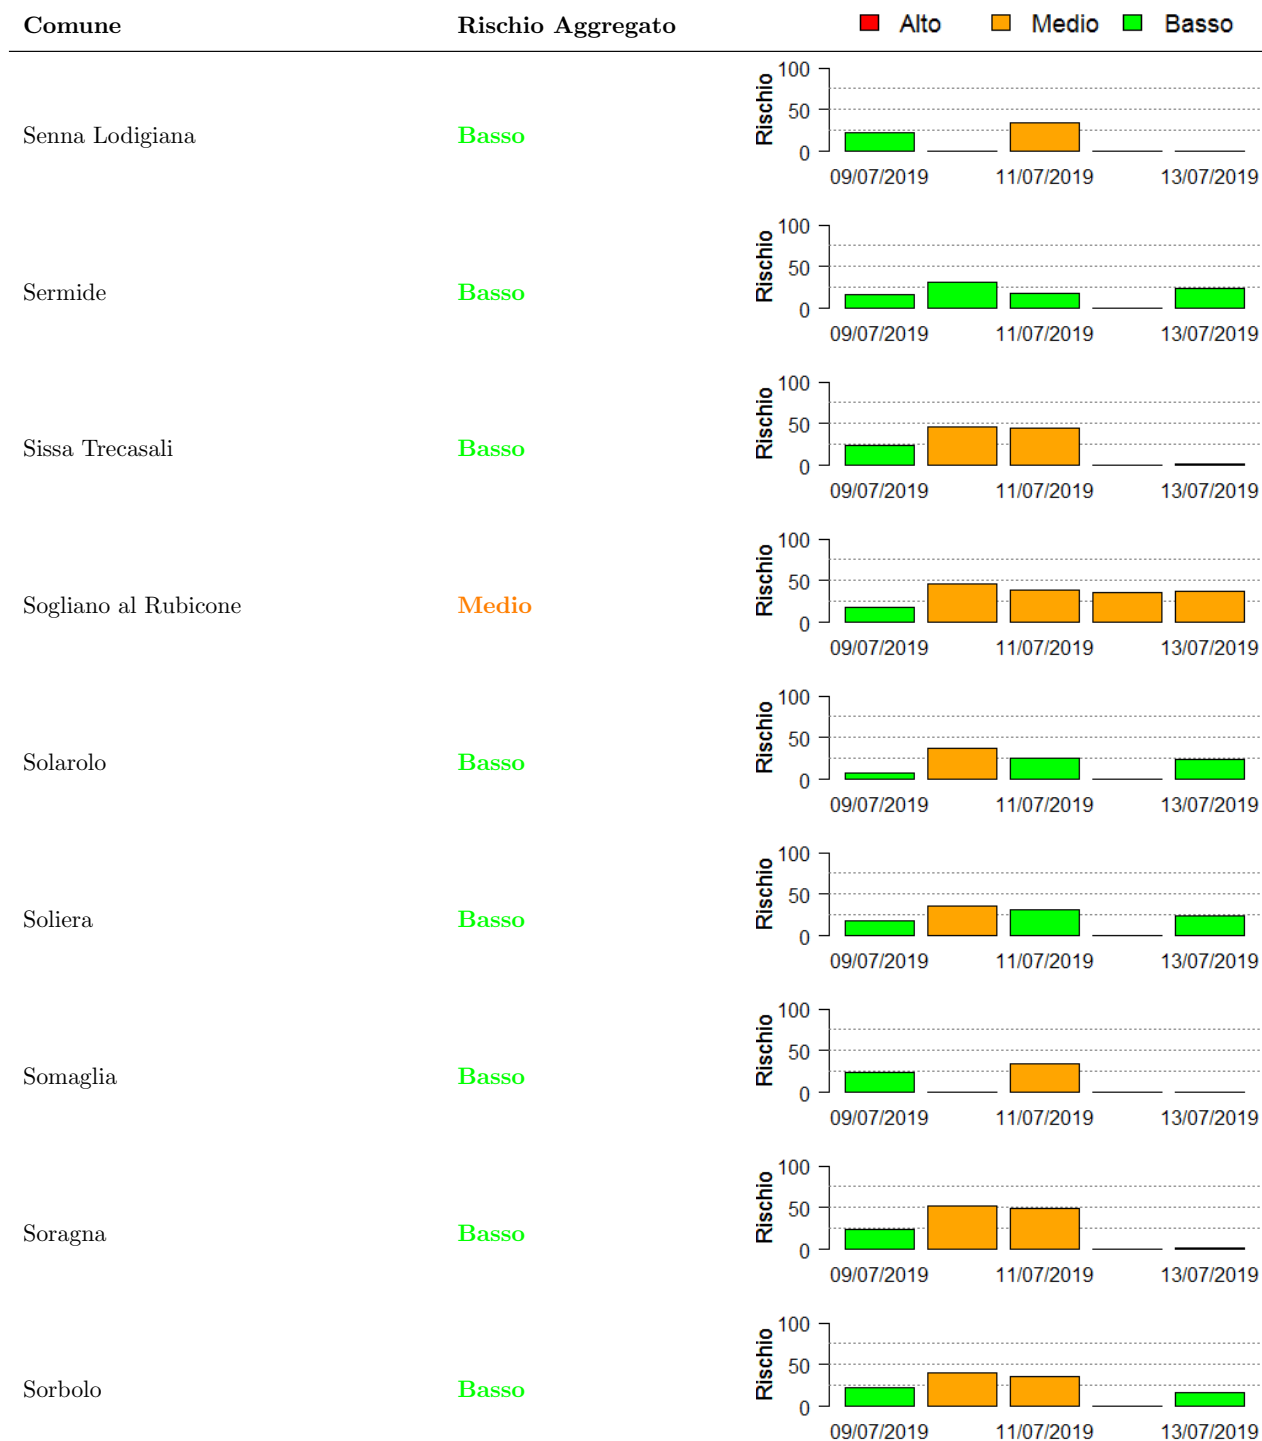 Comune Rischio Aggregato Alto Medio Basso
100
50
0
Rischio
Senna Lodigiana Basso
09/07/2019 11/07/2019 13/07/2019
100
50
0
Rischio
Sermide Basso
09/07/2019 11/07/2019 13/07/2019
100
50
0
Rischio
Sissa Trecasali Basso
09/07/2019 11/07/2019 13/07/2019
100
50
0
Rischio
Sogliano al Rubicone Medio
09/07/2019 11/07/2019 13/07/2019
100
50
0
Rischio
Solarolo Basso
09/07/2019 11/07/2019 13/07/2019
100
50
0
Rischio
Soliera Basso
09/07/2019 11/07/2019 13/07/2019
100
50
0
Rischio
Somaglia Basso
09/07/2019 11/07/2019 13/07/2019
100
50
0
Rischio
Soragna Basso
09/07/2019 11/07/2019 13/07/2019
100
50
0
Rischio
Sorbolo Basso
09/07/2019 11/07/2019 13/07/2019